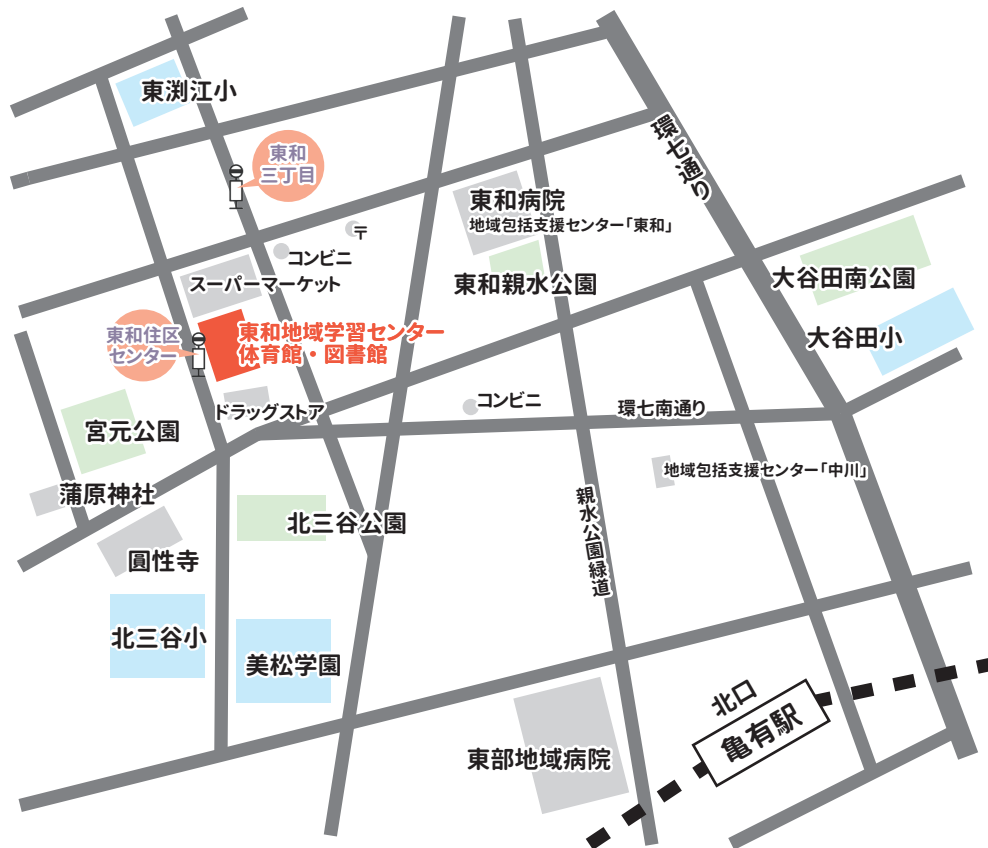 東渕江小
東和
三丁目
環七通り
東和病院
地域包括支援センター「東和」
〒
コンビニ
スーパーマーケット
東和親水公園
大谷田南公園
大谷田小
東和住区
センター
東和地域学習センター
体育館・図書館
ドラッグストア
コンビニ
環七南通り
宮元公園
地域包括支援センター「中川」
蒲原神社
北三谷公園
親水公園緑道
圓性寺
北三谷小
美松学園
北口
亀有駅
東部地域病院